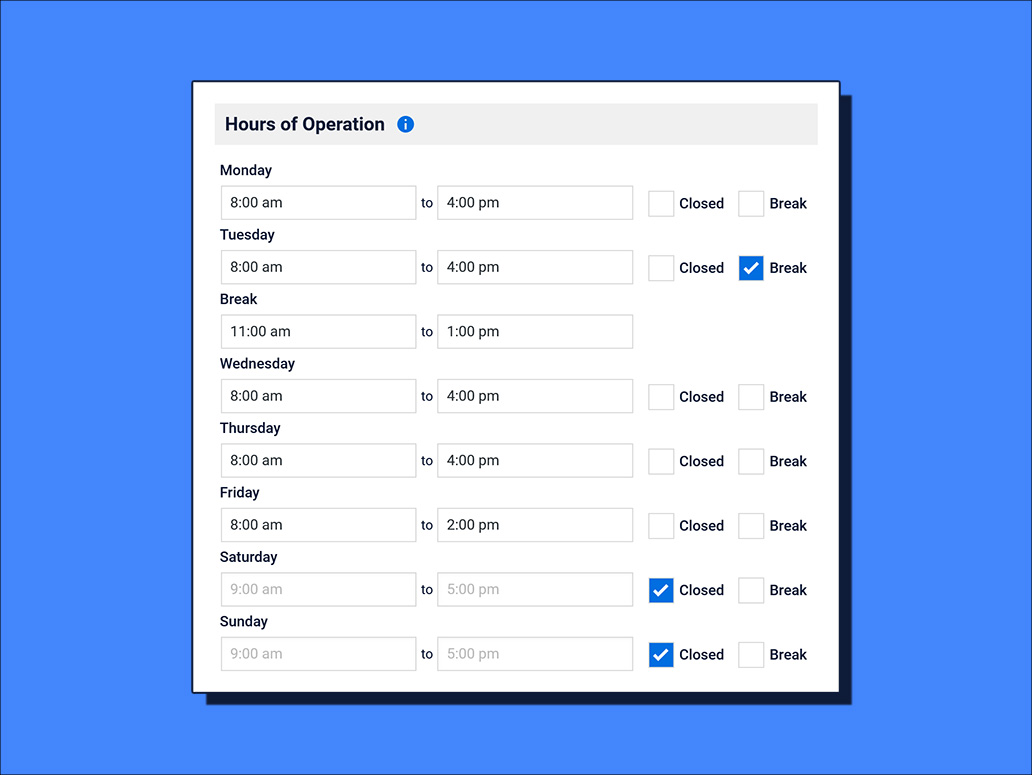 Hours of Operation
Monday
8:00 am to 4:00 pm Closed Break
Tuesday
8:00 am to 4:00 pm Closed Break
Break
11:00 am to 1:00 pm
Wednesday
8:00 am to 4:00 pm Closed Break
Thursday
8:00 am to 4:00 pm Closed Break
Friday
8:00 am to 2:00 pm Closed Break
Saturday
9:00 am to 5:00 pm Closed Break
Sunday
9:00 am to 5:00 pm Closed Break